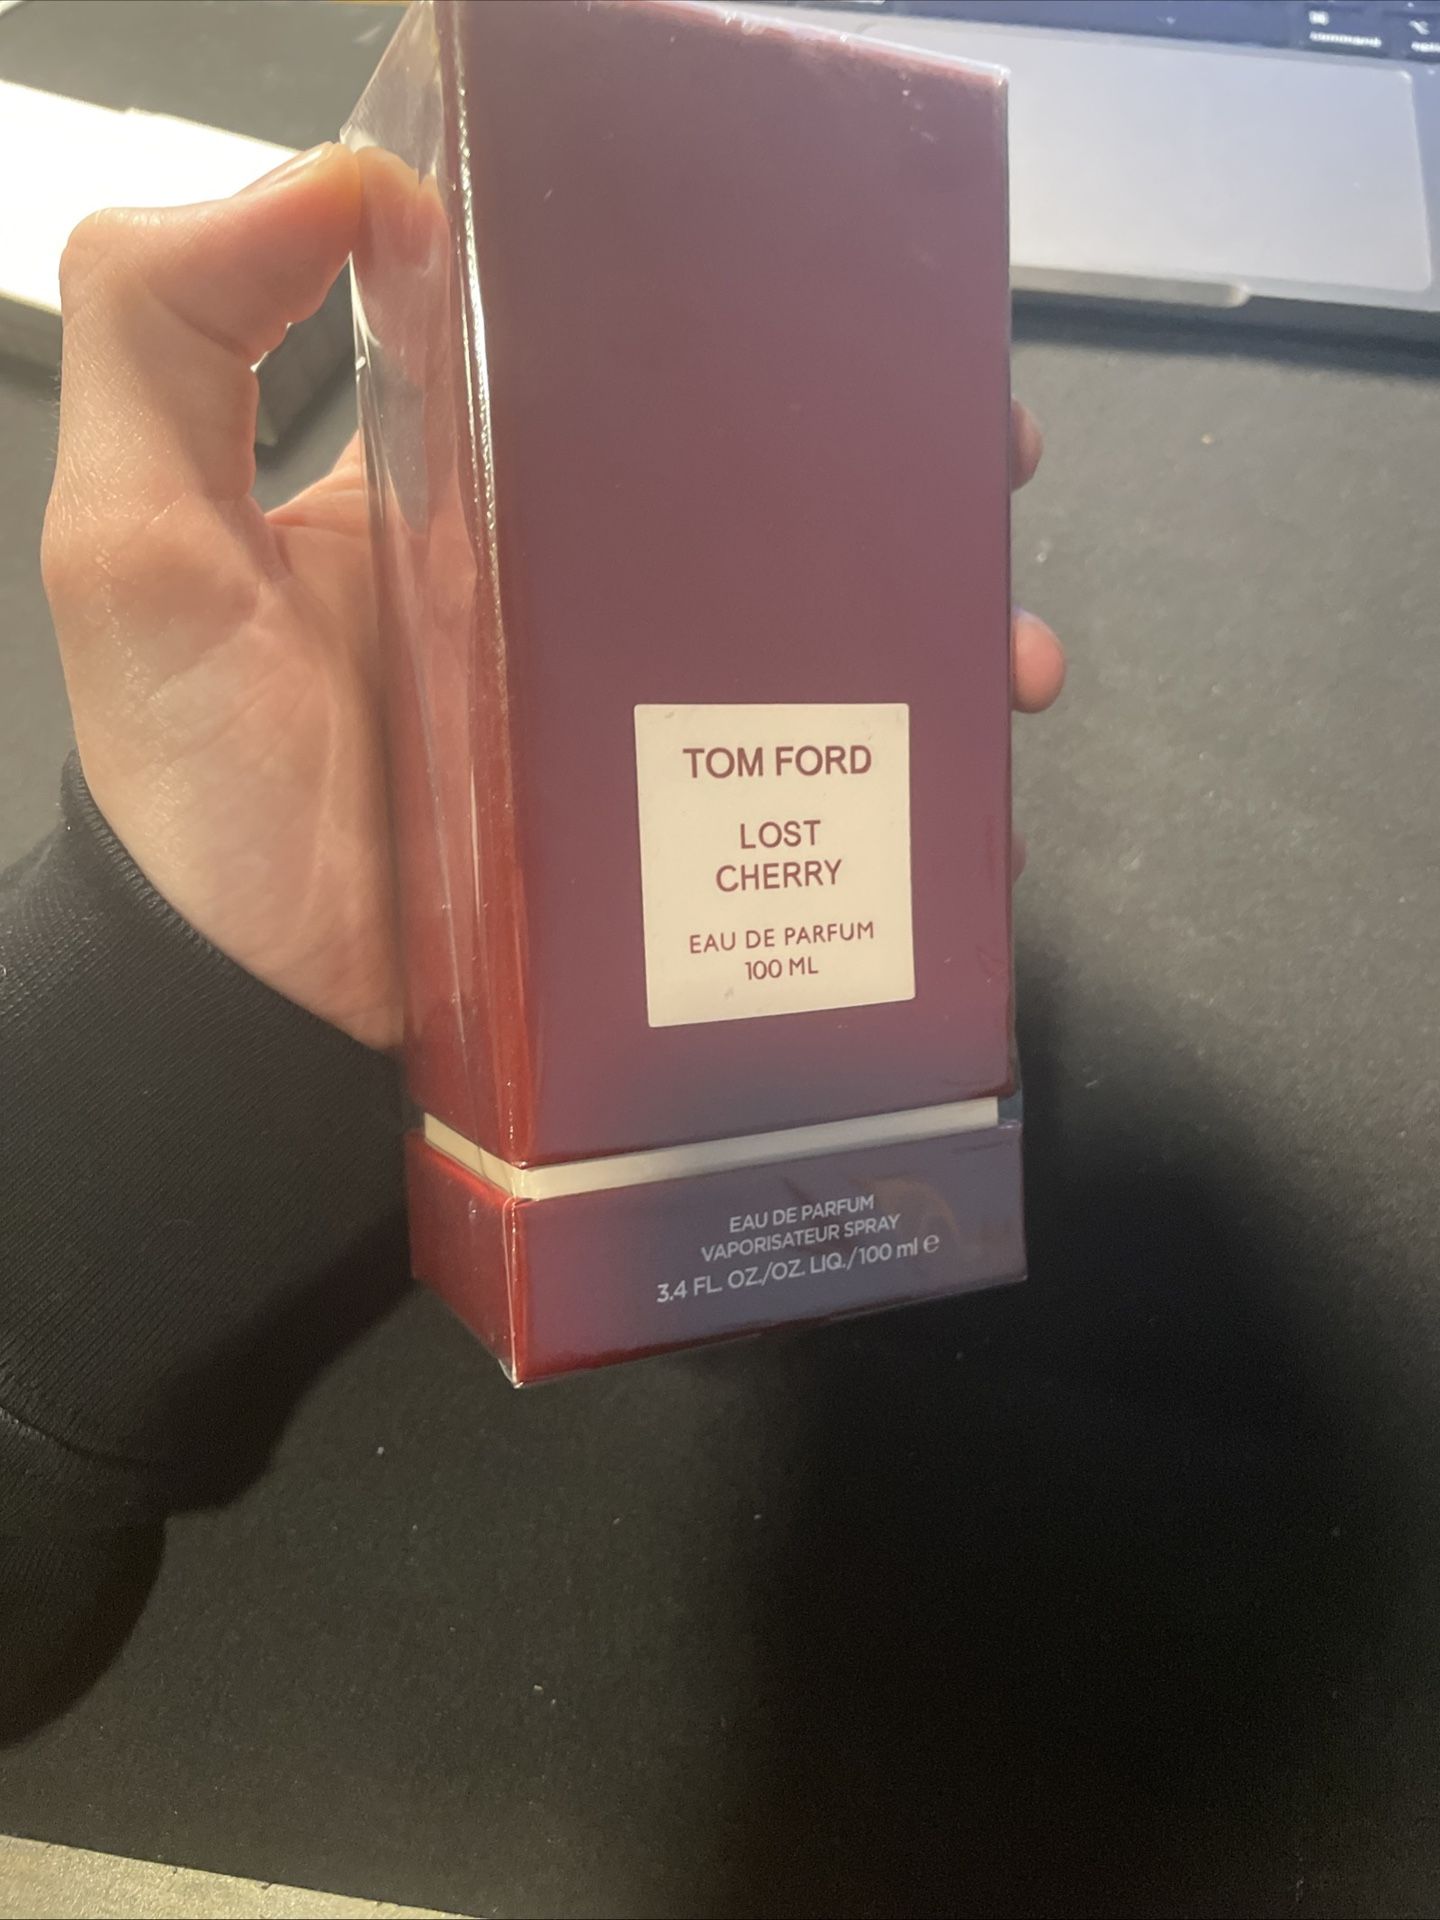 command
TOM FORD
LOST
CHERRY
EAU DE PARFUM
100 ML
EAU DE PARFUM
VAPORISATEUR SPRAY
3.4 FL. OZ./OZ. LIQ./100 ml ℮